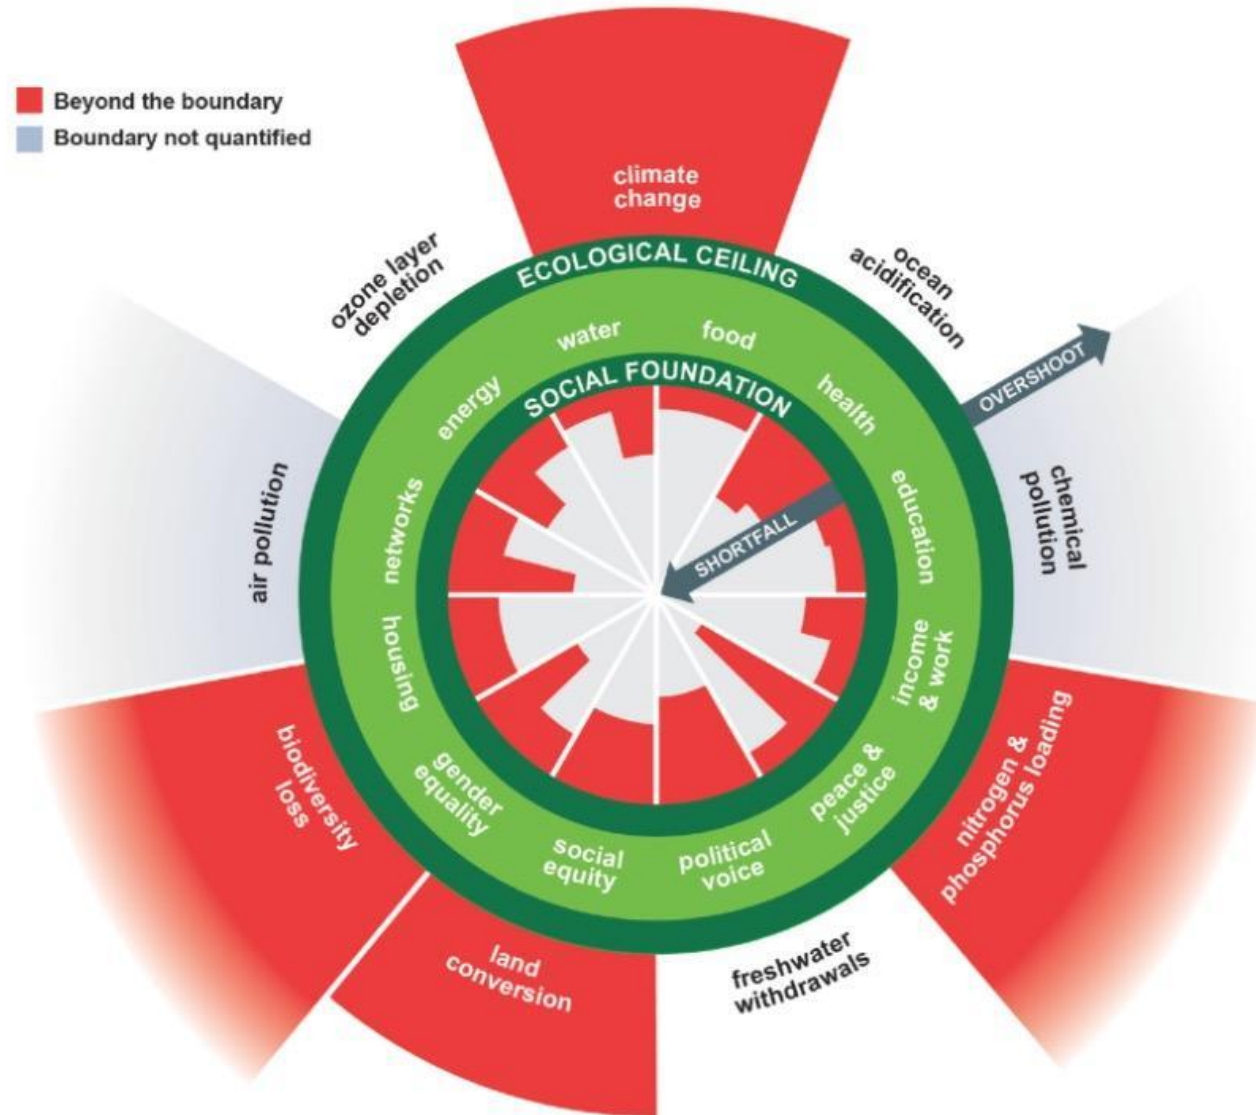 Beyond the boundary
Boundary not quantified
climate
change
ozone layer
depletion
ECOLOGICAL CEILING
ocean
acidification
water
food
OVERSHOOT
energy
SOCIAL FOUNDATION
health
networks
SHORTFALL
education
air pollution
chemical
pollution
housing
income
& work
biodiversity
loss
gender
equality
social
equity
political
voice
peace &
justice
nitrogen &
phosphorus loading
land
conversion
freshwater
withdrawals